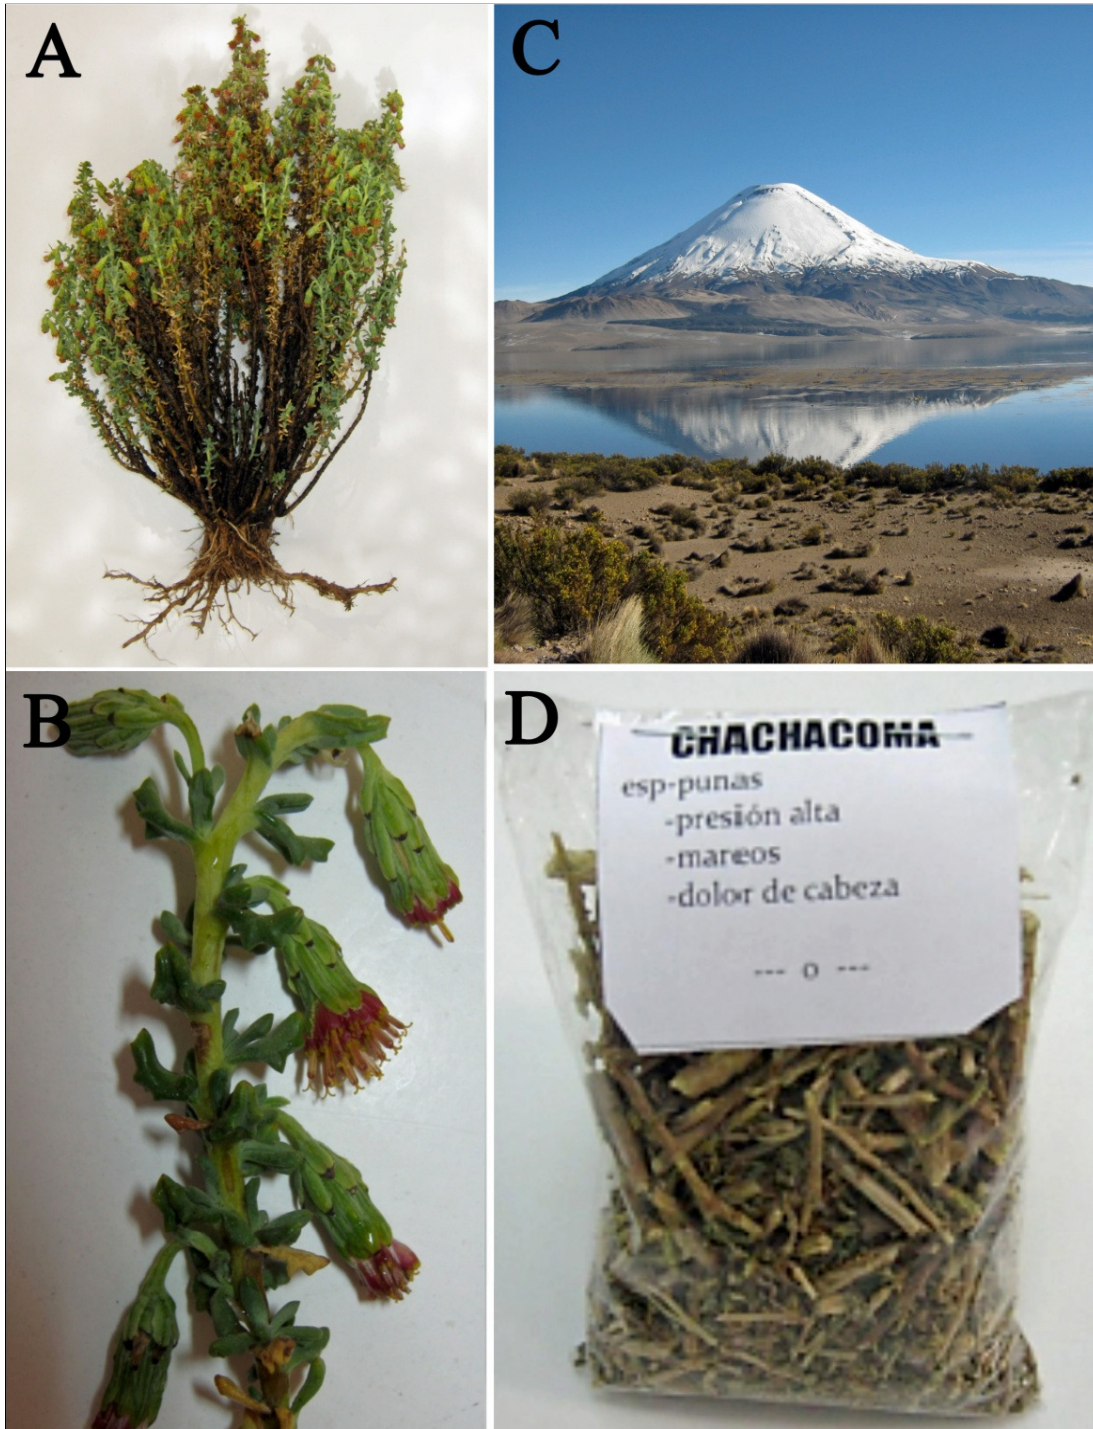 A
C
B
D
CHACHACOMA
esp-punas
-presión alta
-mareos
-dolor de cabeza
--- o ---